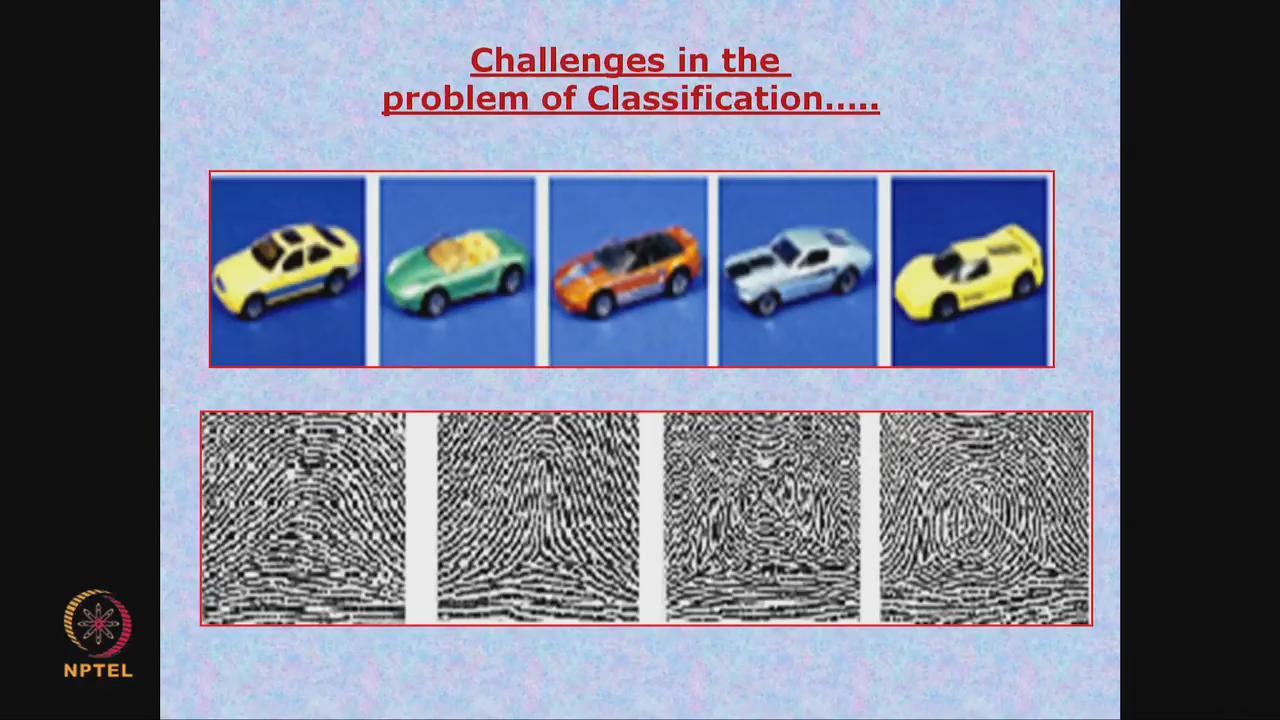 Challenges in the
problem of Classification.....
NPTEL